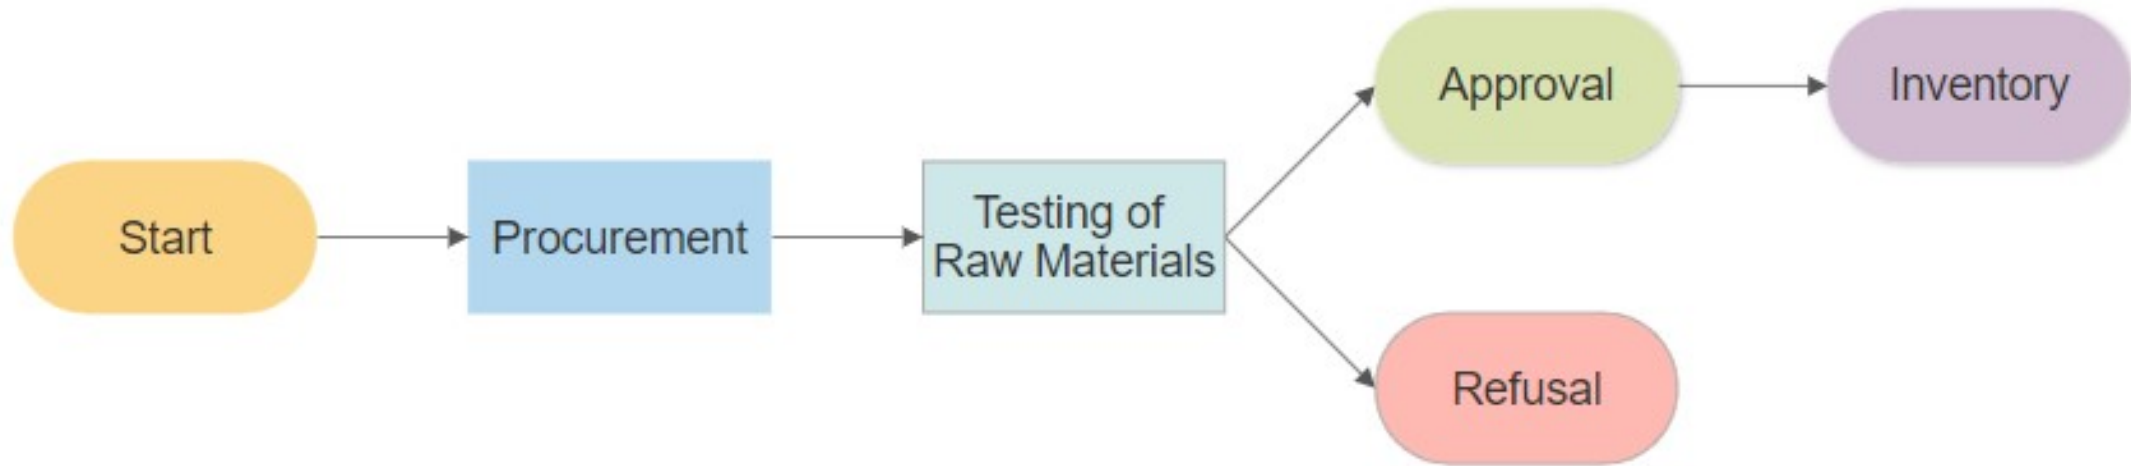 Start
Procurement
Testing of
Raw Materials
Approval
Inventory
Refusal